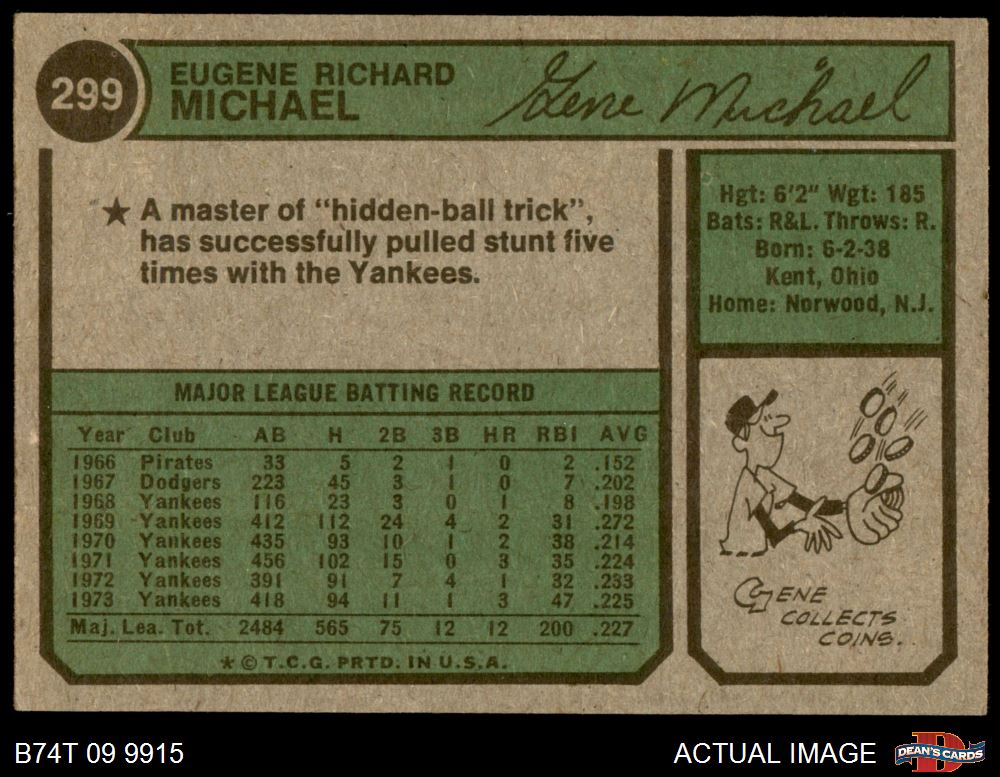 299
EUGENE RICHARD
MICHAEL
Gene Michael
★ A master of "hidden-ball trick",
has successfully pulled stunt five
times with the Yankees.
Hgt: 6'2" Wgt: 185
Bats: R&L. Throws: R.
Born: 6-2-38
Kent, Ohio
Home: Norwood, N.J.
MAJOR LEAGUE BATTING RECORD
Year Club AB H 2B 3B HR RBI AVG
1966 Pirates 33 5 2 1 0 2 .152
1967 Dodgers 223 45 3 1 0 7 .202
1968 Yankees 116 23 3 0 1 8 .198
1969 Yankees 412 112 24 4 2 31 .272
1970 Yankees 435 93 10 1 2 38 .214
1971 Yankees 456 102 15 0 3 35 .224
1972 Yankees 391 91 7 4 1 32 .233
1973 Yankees 418 94 11 1 3 47 .225
Maj. Lea. Tot. 2484 565 75 12 12 200 .227
★ © T.C.G. PRTD. IN U.S.A.
GENE
COLLECTS
COINS.
B74T 09 9915
ACTUAL IMAGE
DEAN'S CARDS